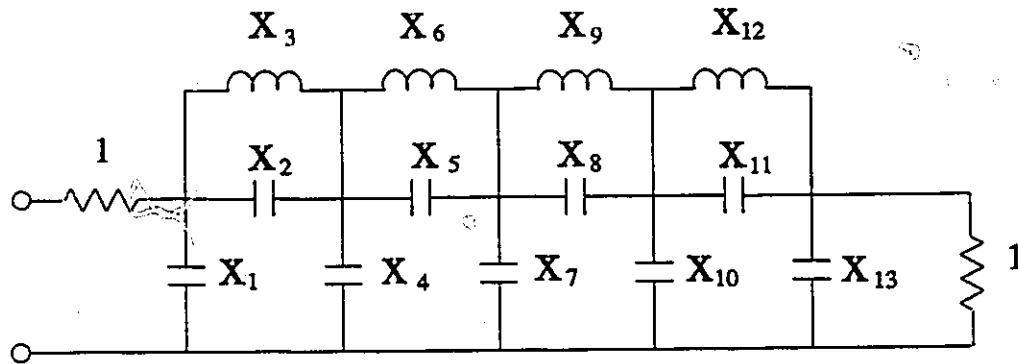 X₃ X₆ X₉ X₁₂
1 X₂ X₅ X₈ X₁₁
X₁ X₄ X₇ X₁₀ X₁₃ 1